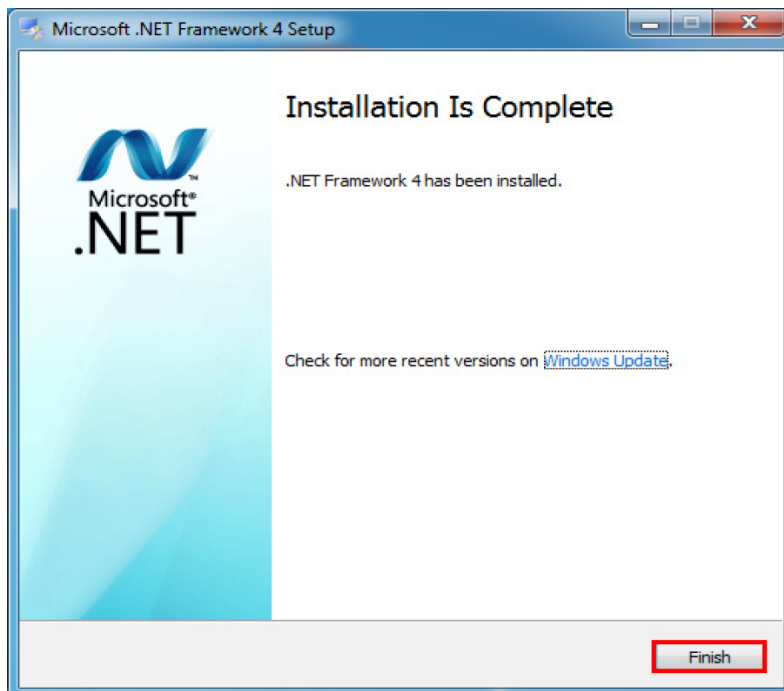 Microsoft .NET Framework 4 Setup
Installation Is Complete
.NET Framework 4 has been installed.
Microsoft®
.NET™
Check for more recent versions on Windows Update.
Finish